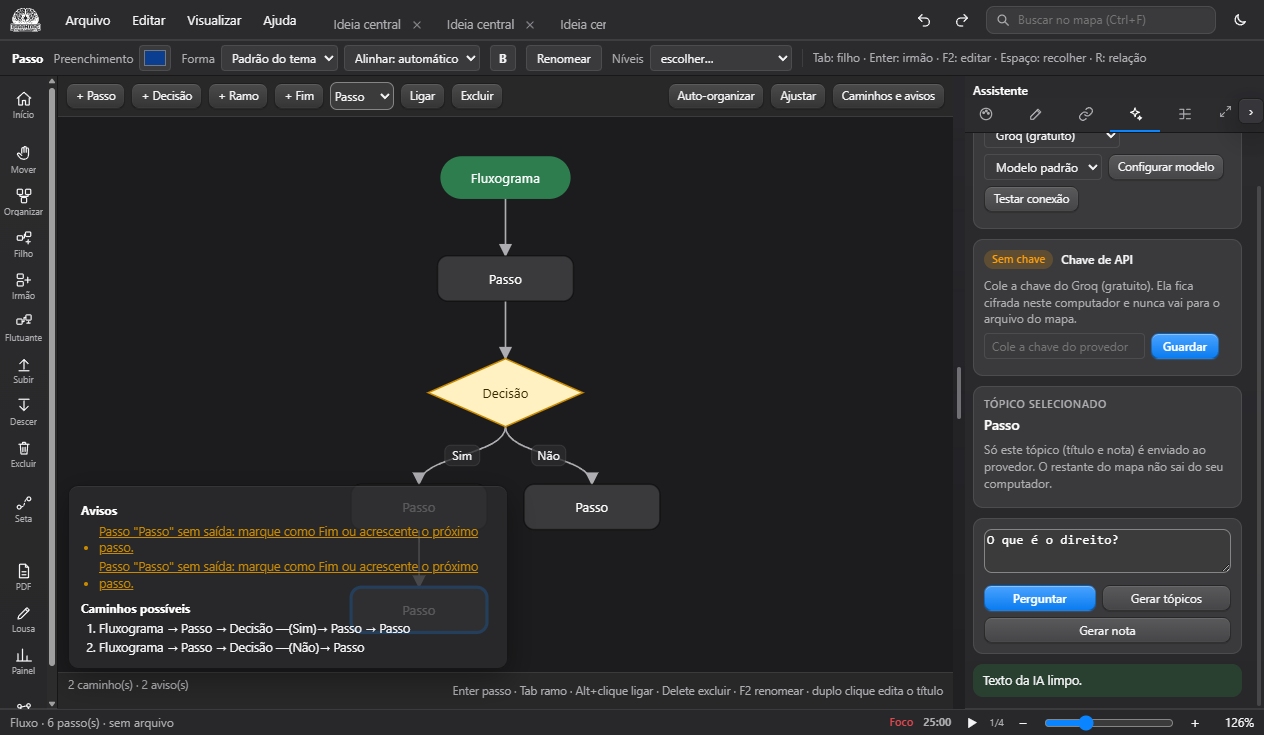 Arquivo Editar Visualizar Ajuda Ideia central × Ideia central × Ideia cer Buscar no mapa (Ctrl+F)
Passo Preenchimento Forma Padrão do tema Alinhar: automático B Renomear Níveis escolher... Tab: filho · Enter: irmão · F2: editar · Espaço: recolher · R: relação
+ Passo + Decisão + Ramo + Fim Passo Ligar Excluir Auto-organizar Ajustar Caminhos e avisos
Início
Mover
Organizar
Filho
Irmão
Flutuante
Subir
Descer
Excluir
Seta
PDF
Lousa
Painel
Fluxograma
Passo
Decisão
Sim Não
Passo Passo
Passo
Avisos
Passo "Passo" sem saída: marque como Fim ou acrescente o próximo
passo.
Passo "Passo" sem saída: marque como Fim ou acrescente o próximo
passo.
Caminhos possíveis
1. Fluxograma → Passo → Decisão —(Sim)→ Passo → Passo
2. Fluxograma → Passo → Decisão —(Não)→ Passo
2 caminho(s) · 2 aviso(s) Enter passo · Tab ramo · Alt+clique ligar · Delete excluir · F2 renomear · duplo clique edita o título
Assistente
Groq (gratuito)
Modelo padrão Configurar modelo
Testar conexão
Sem chave Chave de API
Cole a chave do Groq (gratuito). Ela fica
cifrada neste computador e nunca vai para o
arquivo do mapa.
Cole a chave do provedor Guardar
TÓPICO SELECIONADO
Passo
Só este tópico (título e nota) é enviado ao
provedor. O restante do mapa não sai do seu
computador.
O que é o direito?
Perguntar Gerar tópicos
Gerar nota
Texto da IA limpo.
Fluxo · 6 passo(s) · sem arquivo Foco 25:00 1/4 − + 126%